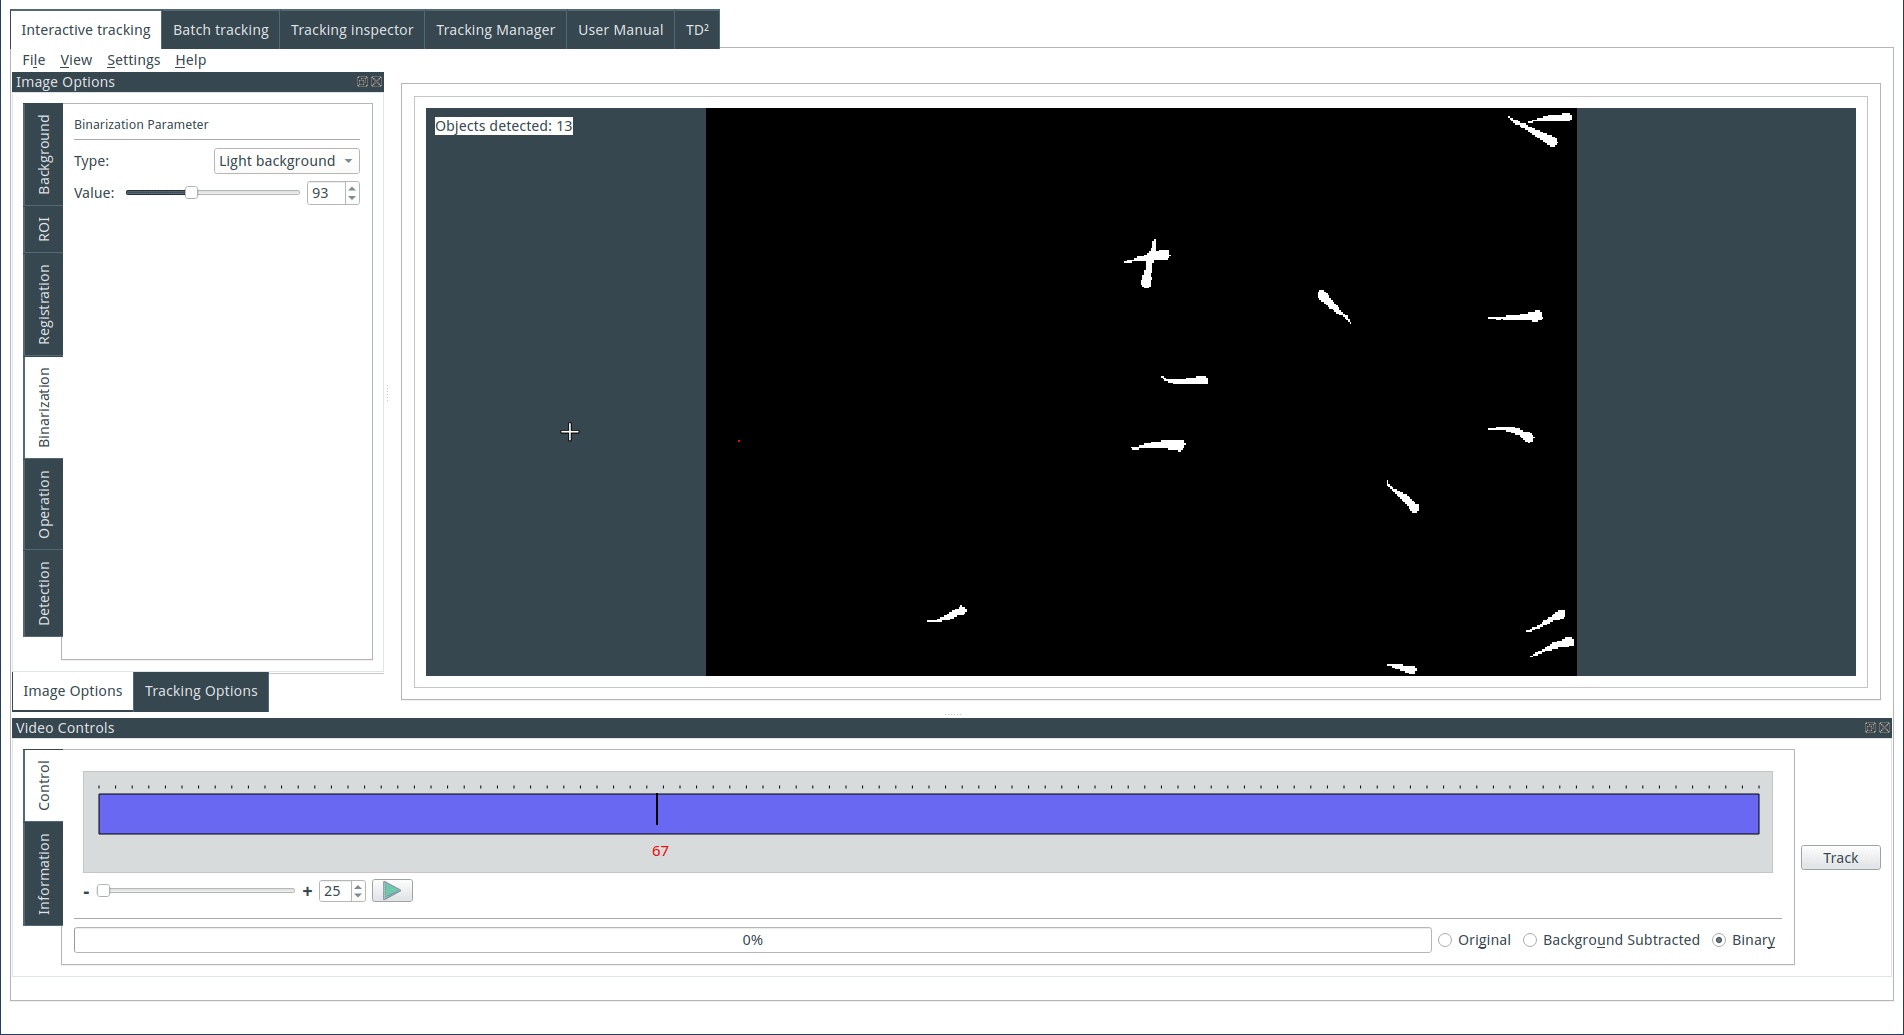 Interactive tracking Batch tracking Tracking inspector Tracking Manager User Manual TD²
File View Settings Help
Image Options
Background
ROI
Registration
Binarization
Operation
Detection
Binarization Parameter
Type: Light background
Value: 93
Objects detected: 13
Image Options Tracking Options
Video Controls
Control
Information
67
- + 25
Track
0% Original Background Subtracted Binary